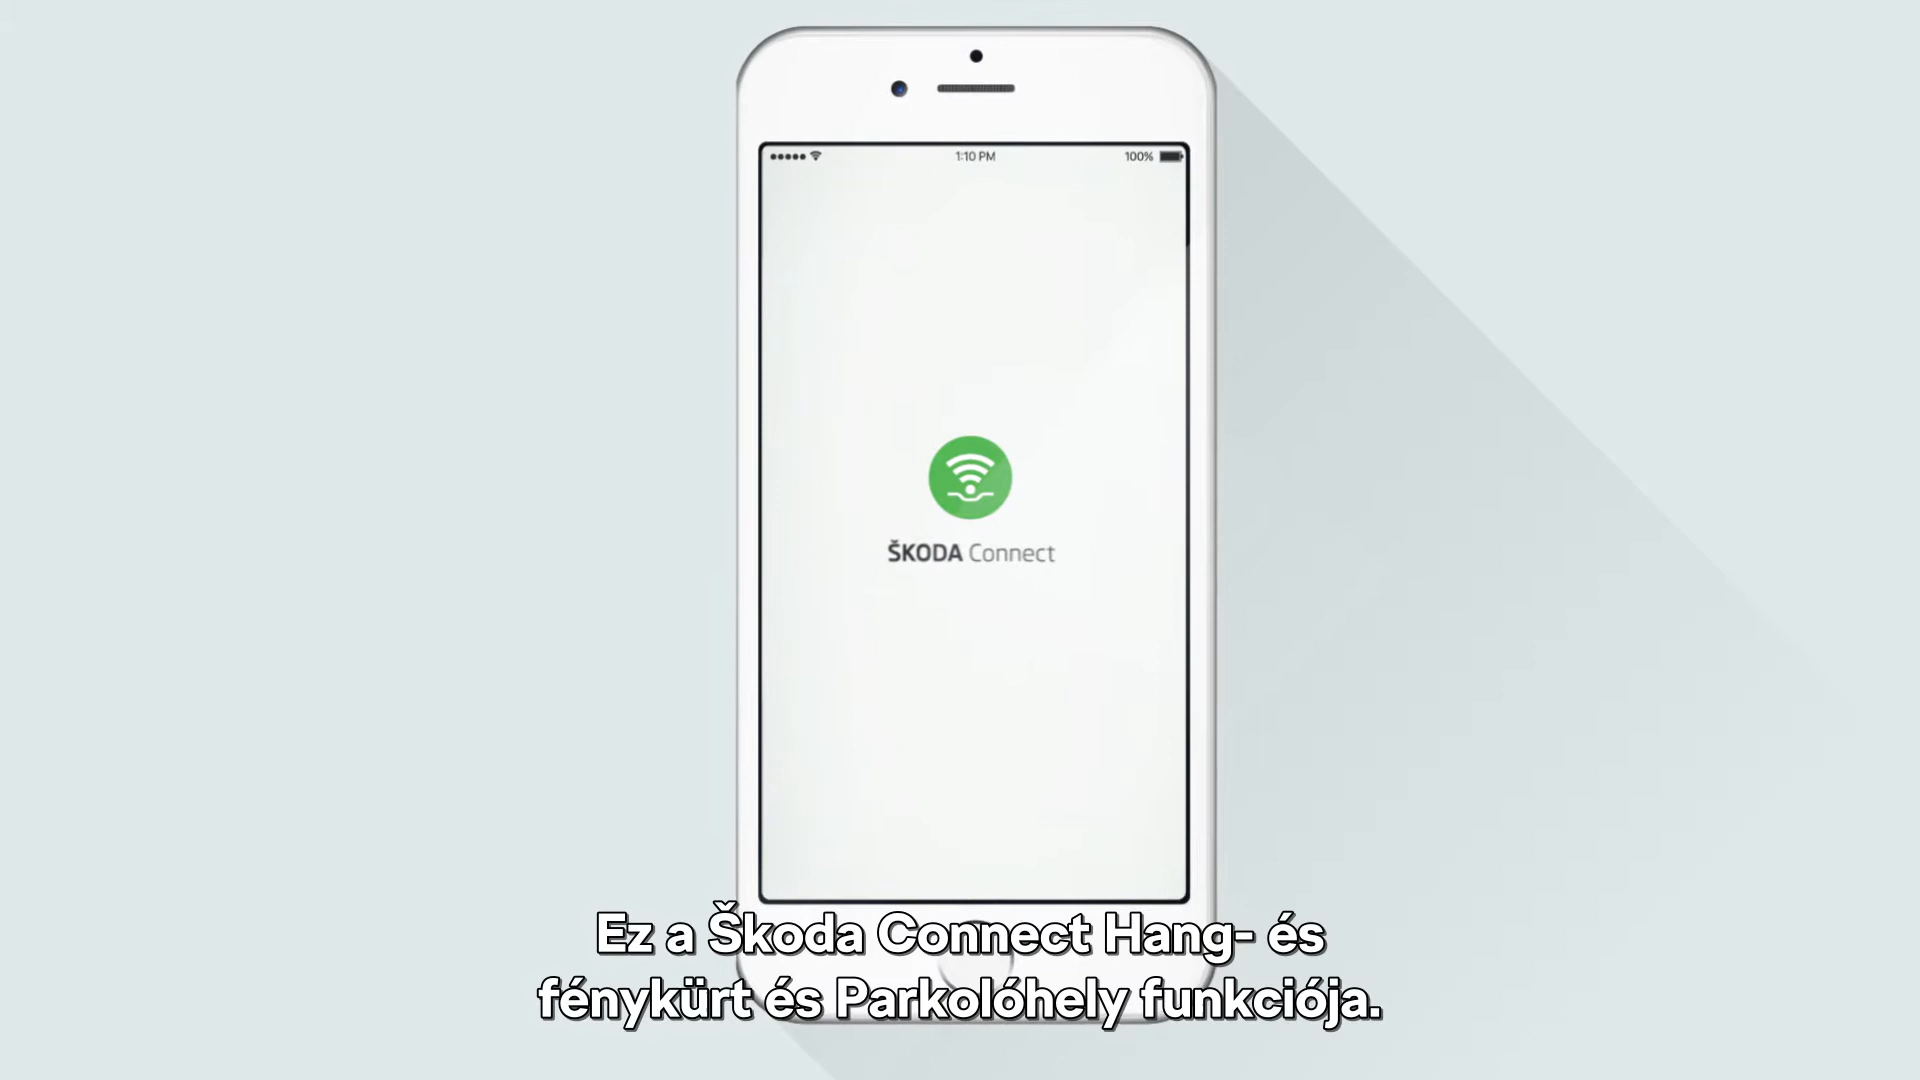 1:10 PM
100%
ŠKODA Connect
Ez a Škoda Connect Hang- és
fénykürt és Parkolóhely funkciója.